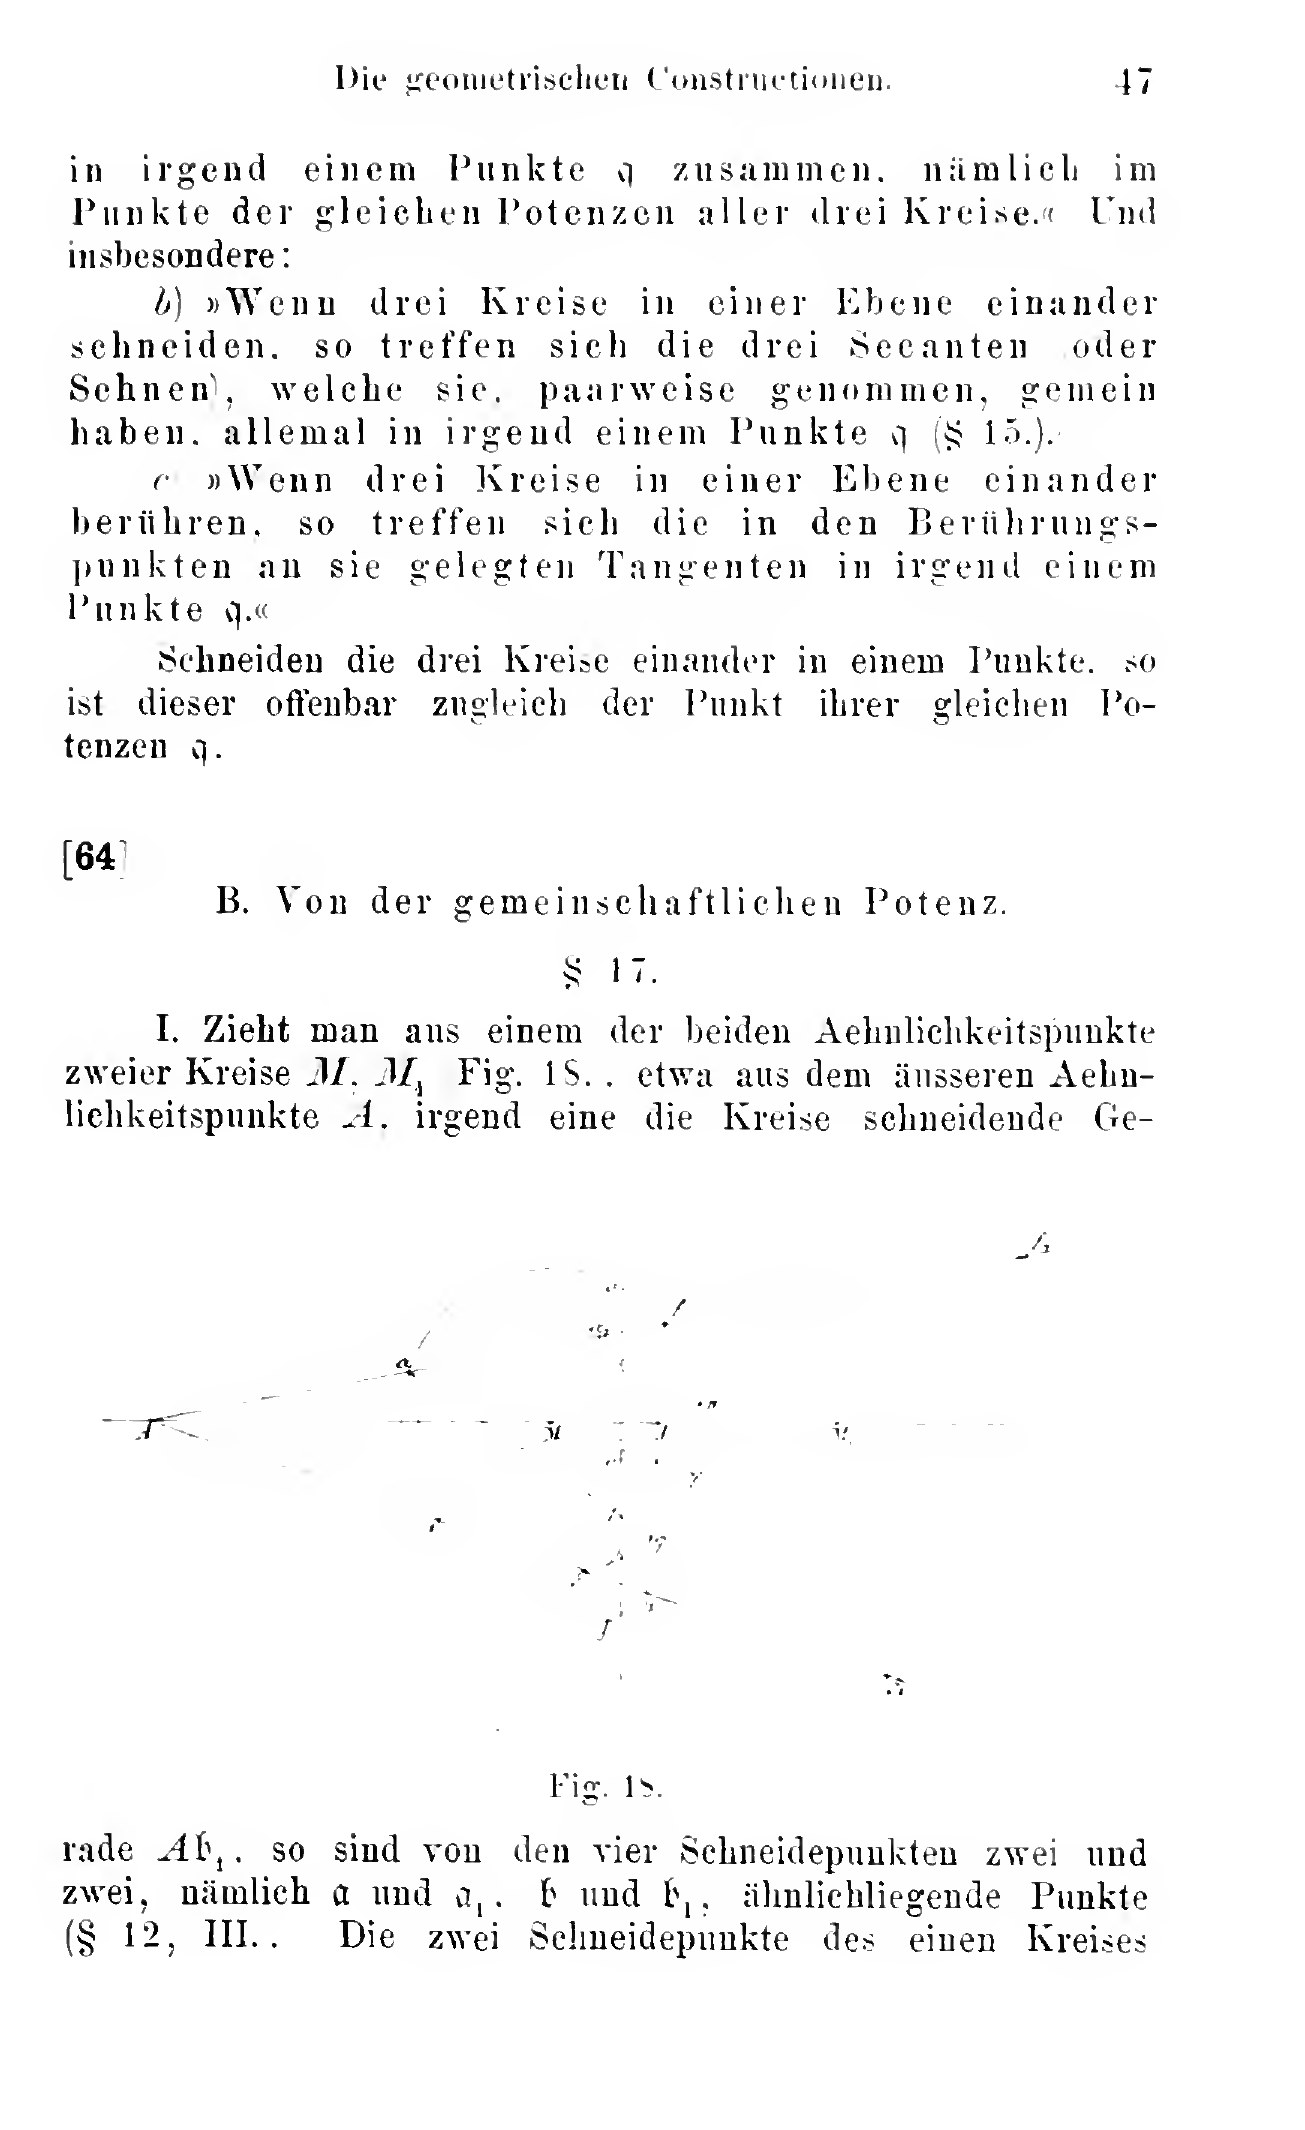 Die geometrischen Constructionen. 47
in irgend einem Punkte q zusammen, nämlich im
Punkte der gleichen Potenzen aller drei Kreise.« Und
insbesondere:
b) »Wenn drei Kreise in einer Ebene einander
schneiden, so treffen sich die drei Secanten oder
Sehnen), welche sie, paarweise genommen, gemein
haben, allemal in irgend einem Punkte q (§ 15.).
c »Wenn drei Kreise in einer Ebene einander
berühren, so treffen sich die in den Berührungs-
punkten an sie gelegten Tangenten in irgend einem
Punkte q.«
Schneiden die drei Kreise einander in einem Punkte, so
ist dieser offenbar zugleich der Punkt ihrer gleichen Po-
tenzen q.
[64]
B. Von der gemeinschaftlichen Potenz.
§ 17.
I. Zieht man aus einem der beiden Aehnlichkeitspunkte
zweier Kreise M, M₁ Fig. 18., etwa aus dem äusseren Aehn-
lichkeitspunkte A, irgend eine die Kreise schneidende Ge-
a
M
Fig. 18.
rade Ab₁, so sind von den vier Schneidepunkten zwei und
zwei, nämlich a und a₁, b und b₁, ähnlichliegende Punkte
(§ 12, III.. Die zwei Schneidepunkte des einen Kreises